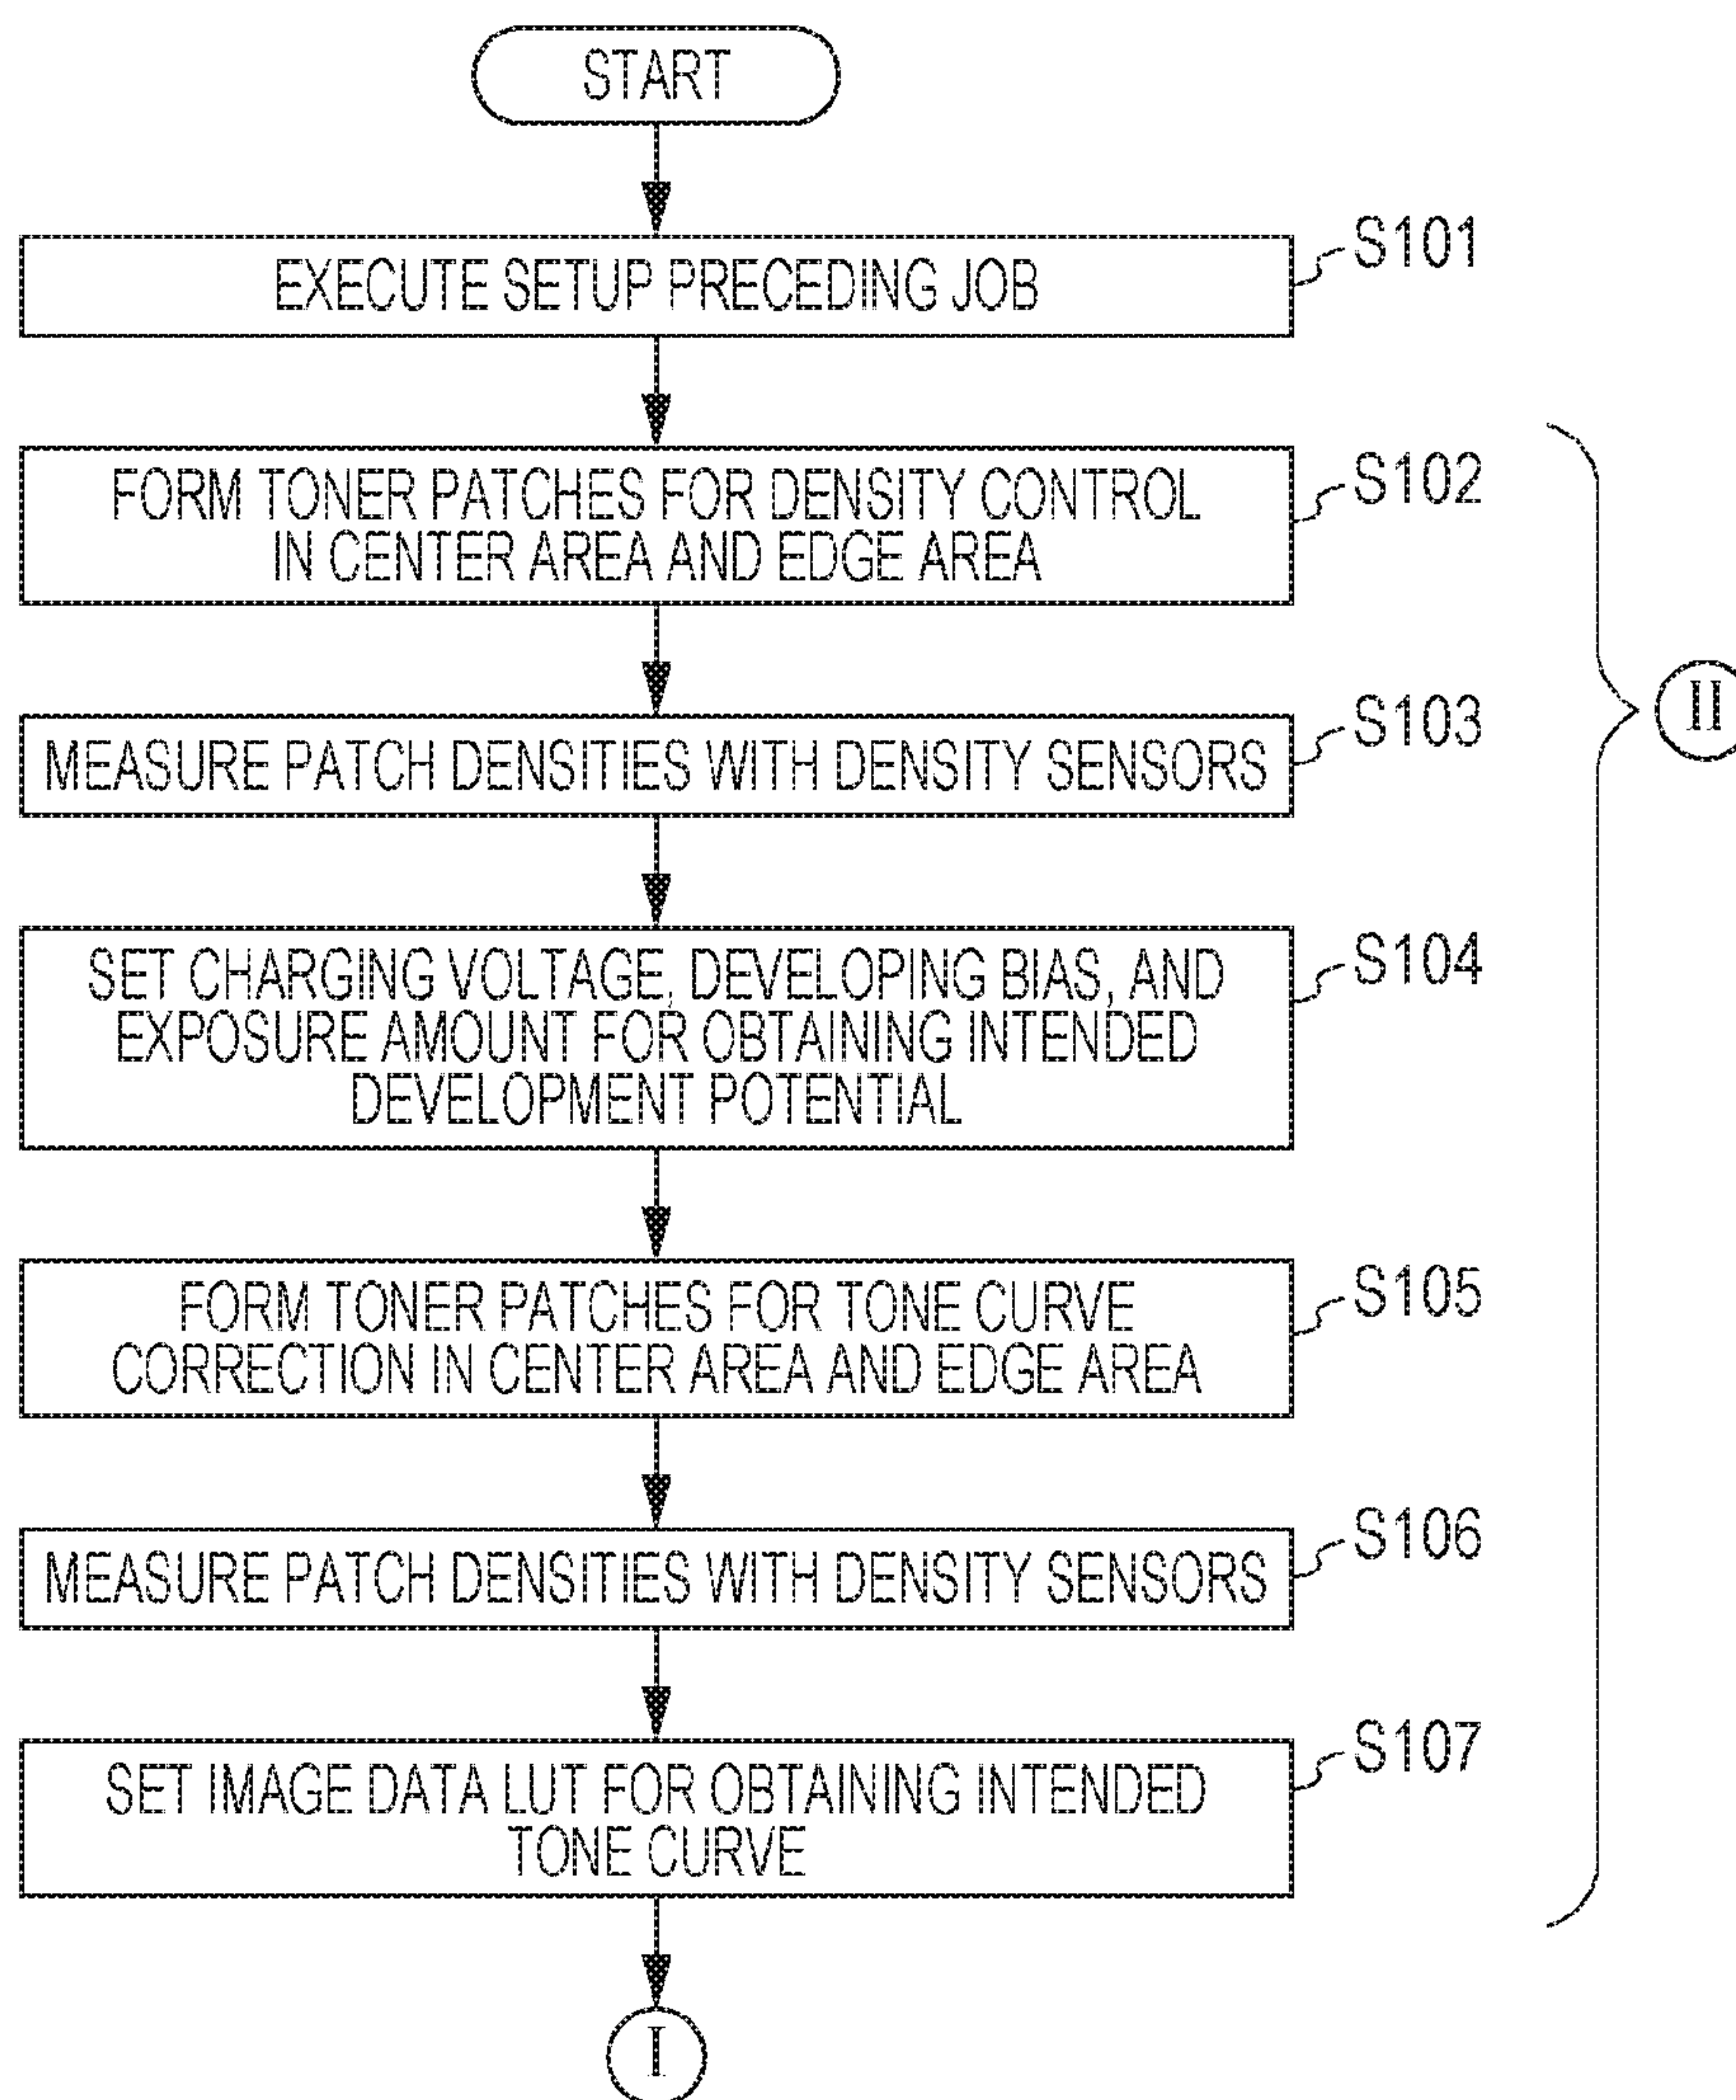 START
EXECUTE SETUP PRECEDING JOB
S101
FORM TONER PATCHES FOR DENSITY CONTROL
IN CENTER AREA AND EDGE AREA
S102
MEASURE PATCH DENSITIES WITH DENSITY SENSORS
S103
II
SET CHARGING VOLTAGE, DEVELOPING BIAS, AND
EXPOSURE AMOUNT FOR OBTAINING INTENDED
DEVELOPMENT POTENTIAL
S104
FORM TONER PATCHES FOR TONE CURVE
CORRECTION IN CENTER AREA AND EDGE AREA
S105
MEASURE PATCH DENSITIES WITH DENSITY SENSORS
S106
SET IMAGE DATA LUT FOR OBTAINING INTENDED
TONE CURVE
S107
I